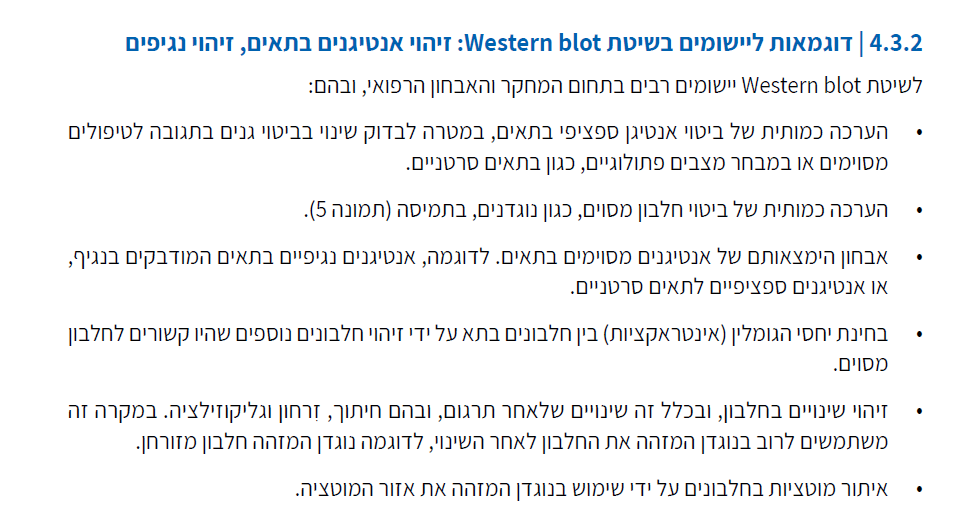 4.3.2 | דוגמאות ליישומים בשיטת Western blot: זיהוי אנטיגנים בתאים, זיהוי נגיפים
לשיטת Western blot יישומים רבים בתחום המחקר והאבחון הרפואי, ובהם:
• הערכה כמותית של ביטוי אנטיגן ספציפי בתאים, במטרה לבדוק שינוי בביטוי גנים בתגובה לטיפולים
מסוימים או במבחר מצבים פתולוגיים, כגון בתאים סרטניים.
• הערכה כמותית של ביטוי חלבון מסוים, כגון נוגדנים, בתמיסה (תמונה 5).
• אבחון הימצאותם של אנטיגנים מסוימים בתאים. לדוגמה, אנטיגנים נגיפיים בתאים המודבקים בנגיף,
או אנטיגנים ספציפיים לתאים סרטניים.
• בחינת יחסי הגומלין (אינטראקציות) בין חלבונים בתא על ידי זיהוי חלבונים נוספים שהיו קשורים לחלבון
מסוים.
• זיהוי שינויים בחלבון, ובכלל זה שינויים שלאחר תרגום, ובהם חיתוך, זִרחון וגליקוזילציה. במקרה זה
משתמשים לרוב בנוגדן המזהה את החלבון לאחר השינוי, לדוגמה נוגדן המזהה חלבון מזורחן.
• איתור מוטציות בחלבונים על ידי שימוש בנוגדן המזהה את אזור המוטציה.